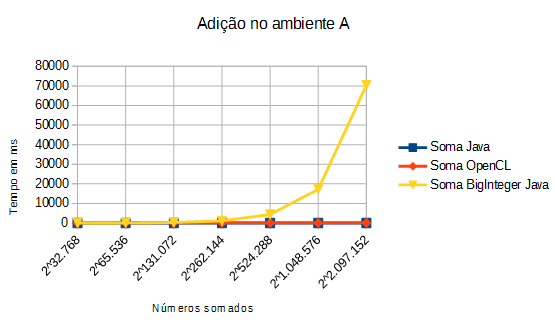 Adição no ambiente A
80000
70000
60000
50000
40000
30000
20000
10000
0
Tempo em ms
2^32.768
2^65.536
2^131.072
2^262.144
2^524.288
2^1.048.576
2^2.097.152
Números somados
Soma Java
Soma OpenCL
Soma BigInteger Java